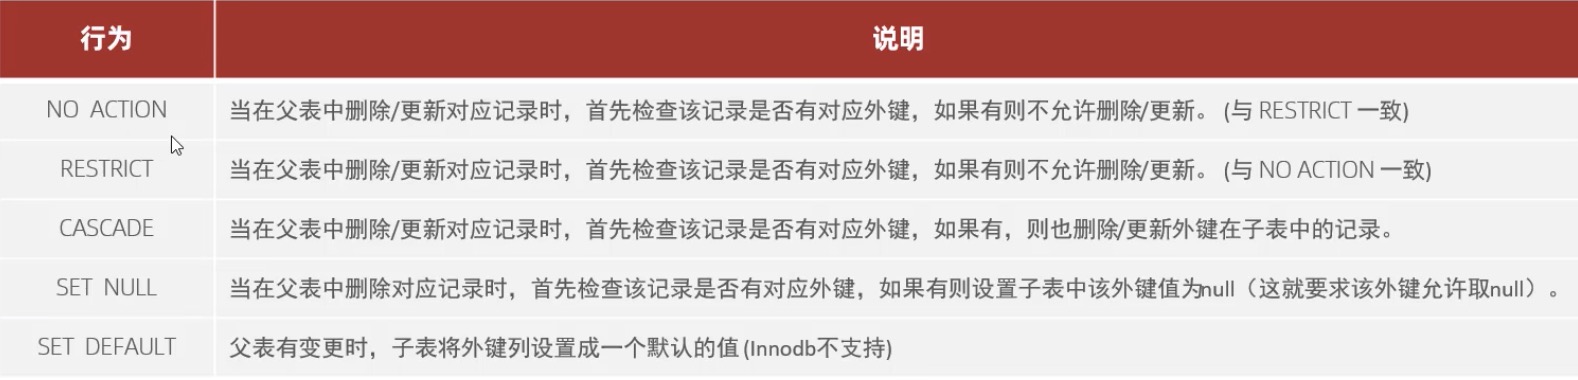 行为 说明
NO ACTION 当在父表中删除/更新对应记录时，首先检查该记录是否有对应外键，如果有则不允许删除/更新。 (与 RESTRICT 一致)
RESTRICT 当在父表中删除/更新对应记录时，首先检查该记录是否有对应外键，如果有则不允许删除/更新。 (与 NO ACTION 一致)
CASCADE 当在父表中删除/更新对应记录时，首先检查该记录是否有对应外键，如果有，则也删除/更新外键在子表中的记录。
SET NULL 当在父表中删除对应记录时，首先检查该记录是否有对应外键，如果有则设置子表中该外键值为null（这就要求该外键允许取null）。
SET DEFAULT 父表有变更时，子表将外键列设置成一个默认的值 (Innodb不支持)